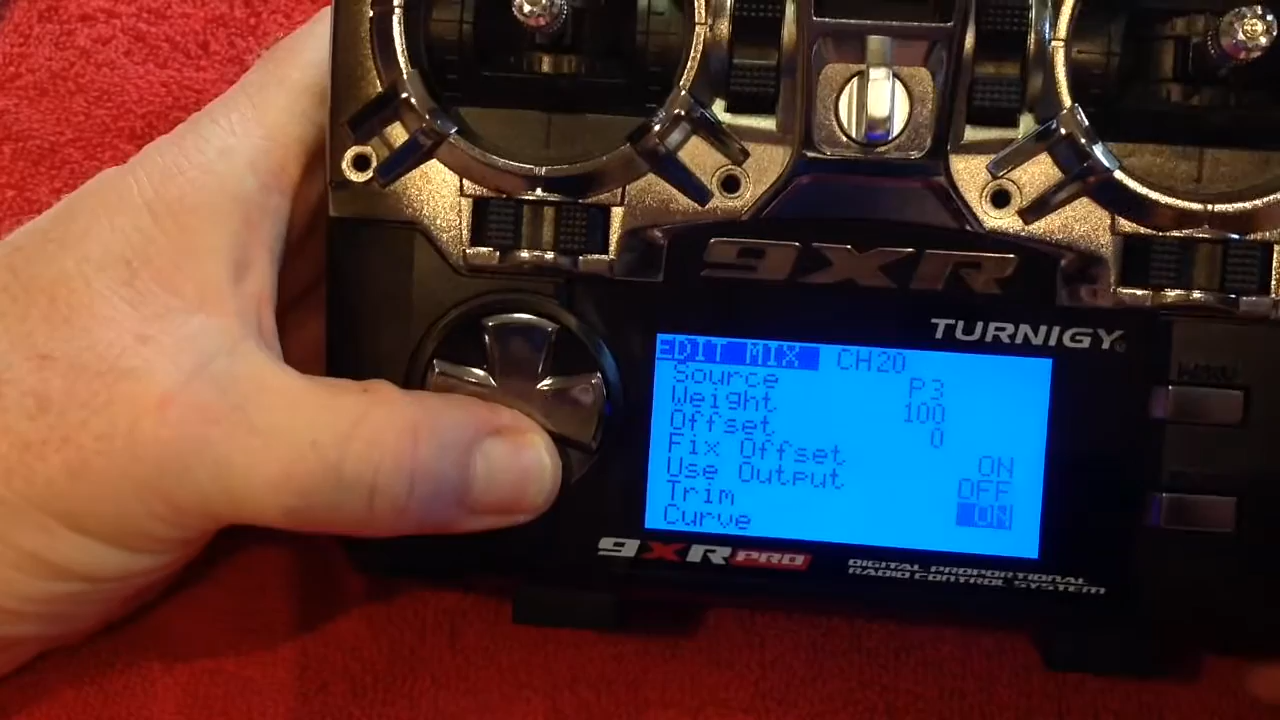 9XR
TURNIGY
EDIT MIX CH20
Source P3
Weight 100
Offset 0
Fix Offset ON
Use Output OFF
Trim ON
Curve
9XR PRO
DIGITAL PROPORTIONAL
RADIO CONTROL SYSTEM